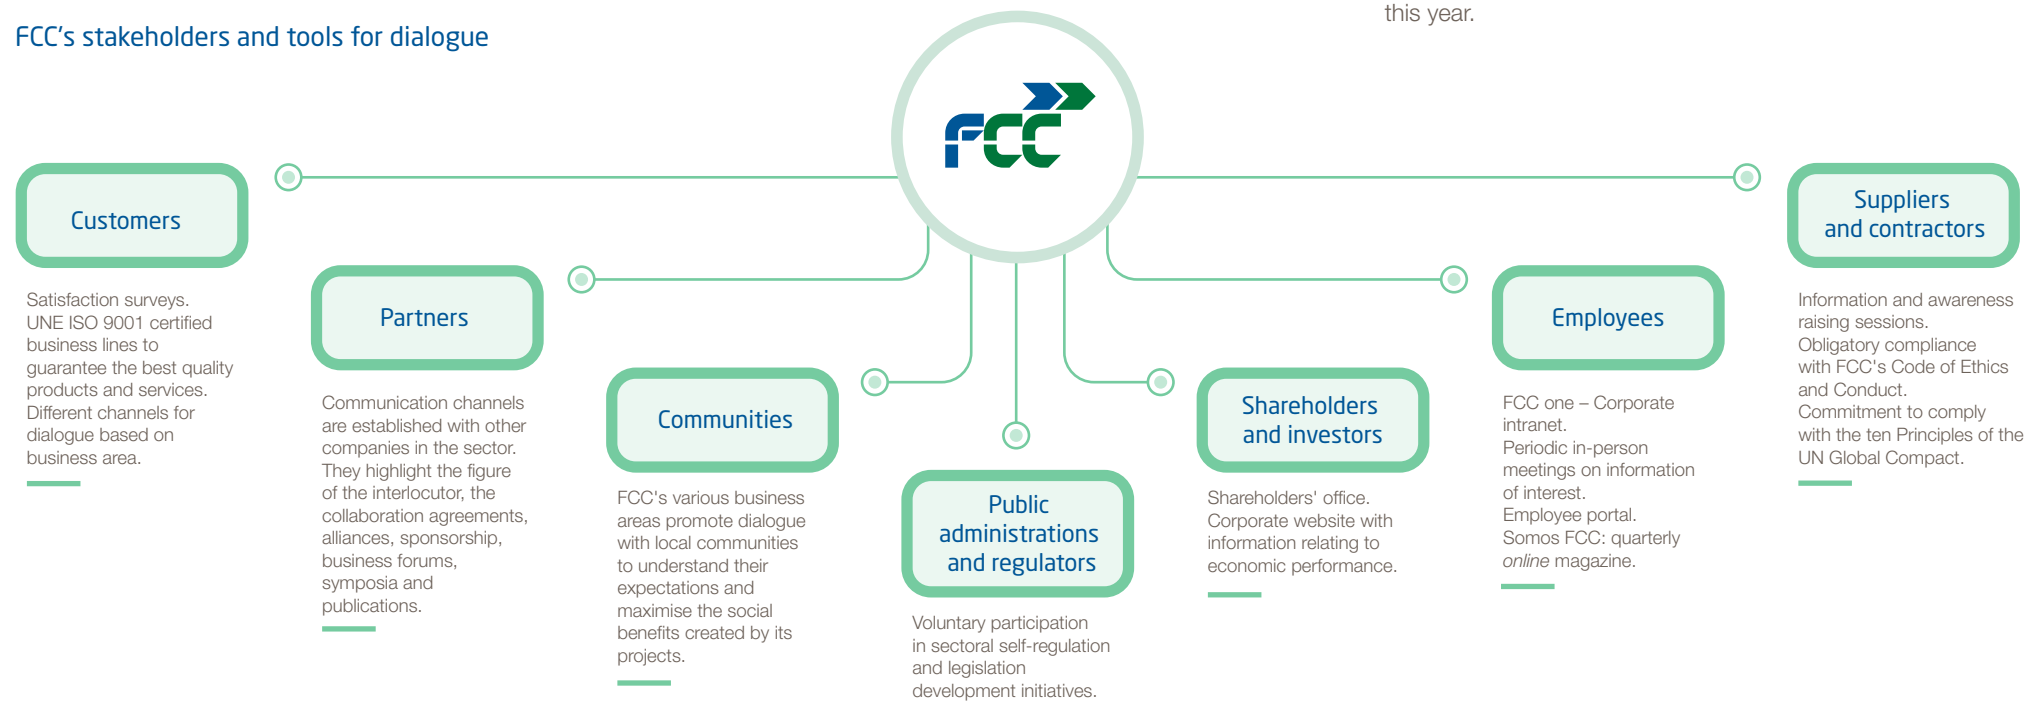 this year.
FCC's stakeholders and tools for dialogue
FCC
Customers
Satisfaction surveys.
UNE ISO 9001 certified
business lines to
guarantee the best quality
products and services.
Different channels for
dialogue based on
business area.
Partners
Communication channels
are established with other
companies in the sector.
They highlight the figure
of the interlocutor, the
collaboration agreements,
alliances, sponsorship,
business forums,
symposia and
publications.
Communities
FCC's various business
areas promote dialogue
with local communities
to understand their
expectations and
maximise the social
benefits created by its
projects.
Public
administrations
and regulators
Voluntary participation
in sectoral self-regulation
and legislation
development initiatives.
Shareholders
and investors
Shareholders' office.
Corporate website with
information relating to
economic performance.
Employees
FCC one – Corporate
intranet.
Periodic in-person
meetings on information
of interest.
Employee portal.
Somos FCC: quarterly
online magazine.
Suppliers
and contractors
Information and awareness
raising sessions.
Obligatory compliance
with FCC's Code of Ethics
and Conduct.
Commitment to comply
with the ten Principles of the
UN Global Compact.